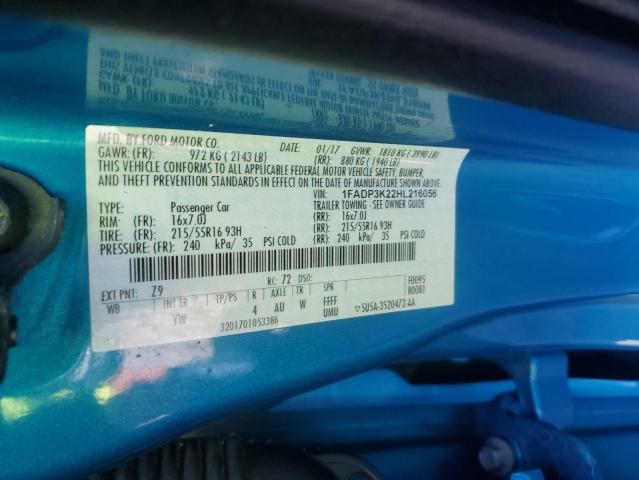 MFD. BY FORD MOTOR CO.
DATE: 01/17 GVWR: 1810 KG ( 3990 LB)
GAWR: (FR): 972 KG ( 2143 LB) (RR): 880 KG ( 1940 LB)
THIS VEHICLE CONFORMS TO ALL APPLICABLE FEDERAL MOTOR VEHICLE SAFETY, BUMPER,
AND THEFT PREVENTION STANDARDS IN EFFECT ON THE DATE OF MANUFACTURE SHOWN ABOVE.
VIN: 1FADP3K22HL216056
TYPE: Passenger Car TRAILER TOWING - SEE OWNER GUIDE
RIM: (FR): 16x7.0J (RR): 16x7.0J
TIRE: (FR): 215/55R16 93H (RR): 215/55R16 93H
PRESSURE: (FR): 240 kPa/ 35 PSI COLD (RR): 240 kPa/ 35 PSI COLD
EXT PNT: Z9 RC: 72 DSO: F0095
WB INT TR TP/PS R AXLE TR SPR R0081
YW 4 AU W FFFF
UMU ▽5U5A-3520472-AA
3201701053386